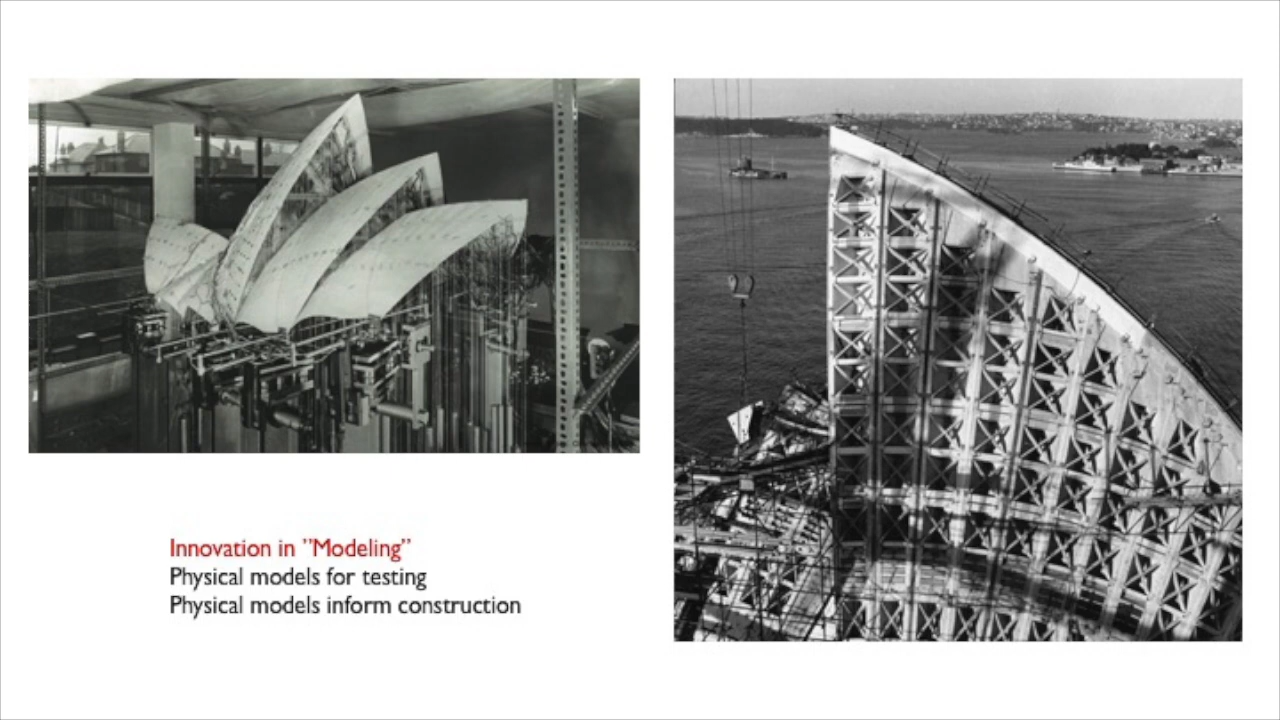 Innovation in ”Modeling”
Physical models for testing
Physical models inform construction